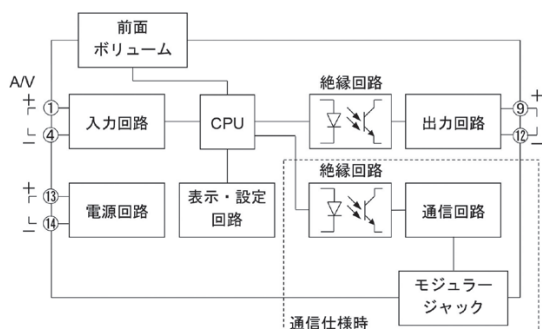 前面
ボリューム
A/V
+
①
④
−
入力回路
CPU
絶縁回路
出力回路
⑨
+
⑫
−
+
⑬
⑭
−
電源回路
表示・設定
回路
絶縁回路
通信回路
モジュラー
ジャック
通信仕様時